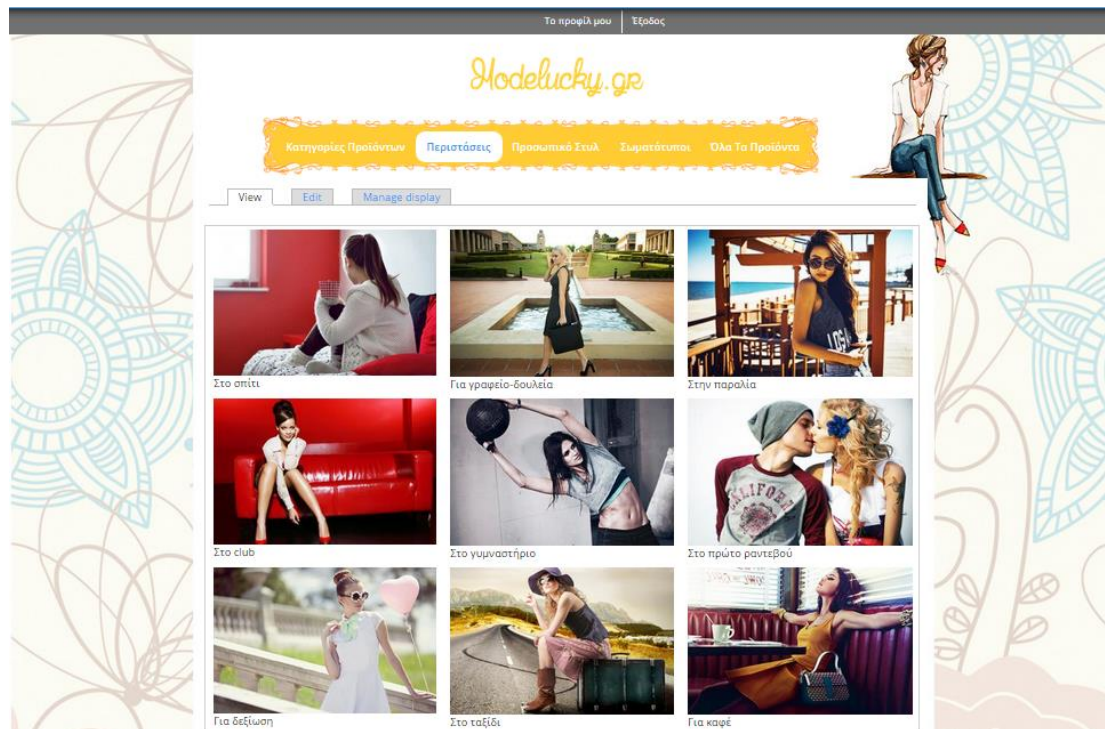 Το προφίλ μου Έξοδος
Modelucky.gr
Κατηγορίες Προϊόντων Περιστάσεις Προσωπικό Στυλ Σωματότυποι Όλα Τα Προϊόντα
View Edit Manage display
LOS
Στο σπίτι Για γραφείο-δουλεία Στην παραλία
CALIFOR
Στο club Στο γυμναστήριο Στο πρώτο ραντεβού
Για δεξίωση Στο ταξίδι Για καφέ